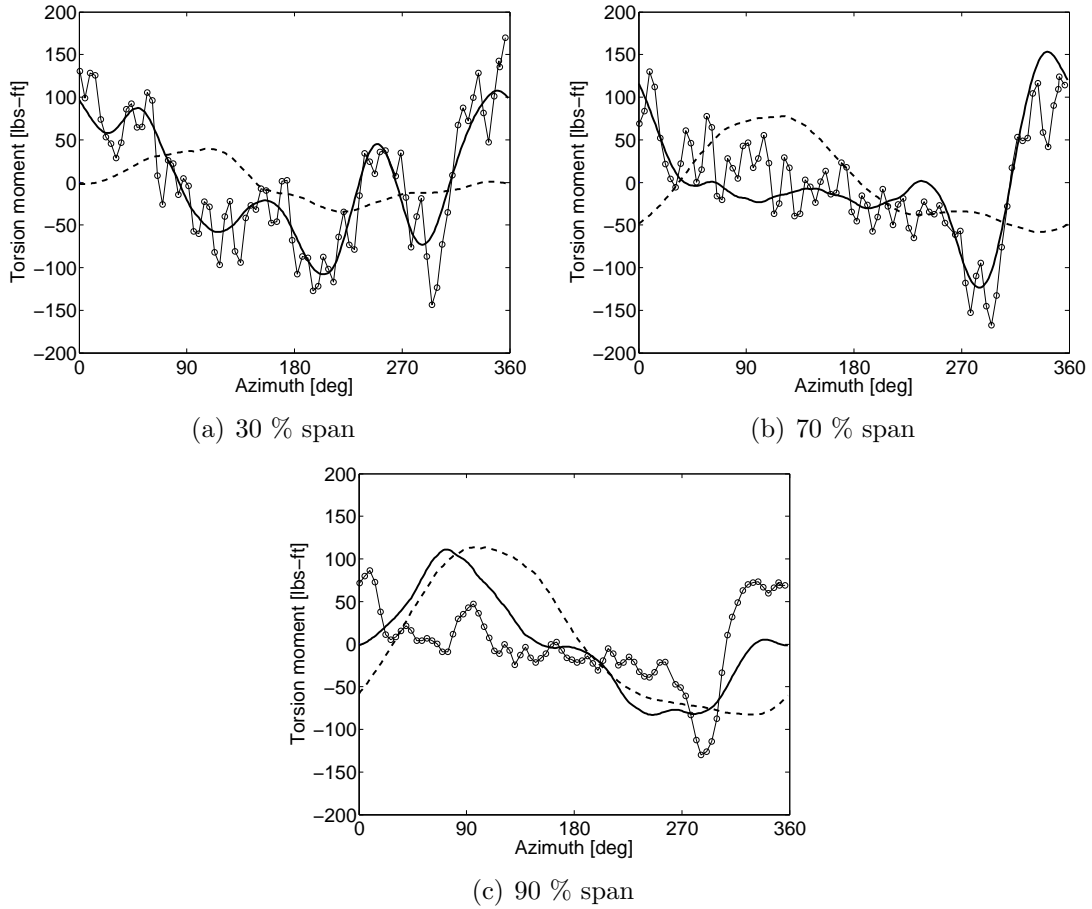 200
150
100
50
0
−50
−100
−150
−200
Torsion moment [lbs−ft]
0 90 180 270 360
Azimuth [deg]
(a) 30 % span
200
150
100
50
0
−50
−100
−150
−200
Torsion moment [lbs−ft]
0 90 180 270 360
Azimuth [deg]
(b) 70 % span
200
150
100
50
0
−50
−100
−150
−200
Torsion moment [lbs−ft]
0 90 180 270 360
Azimuth [deg]
(c) 90 % span